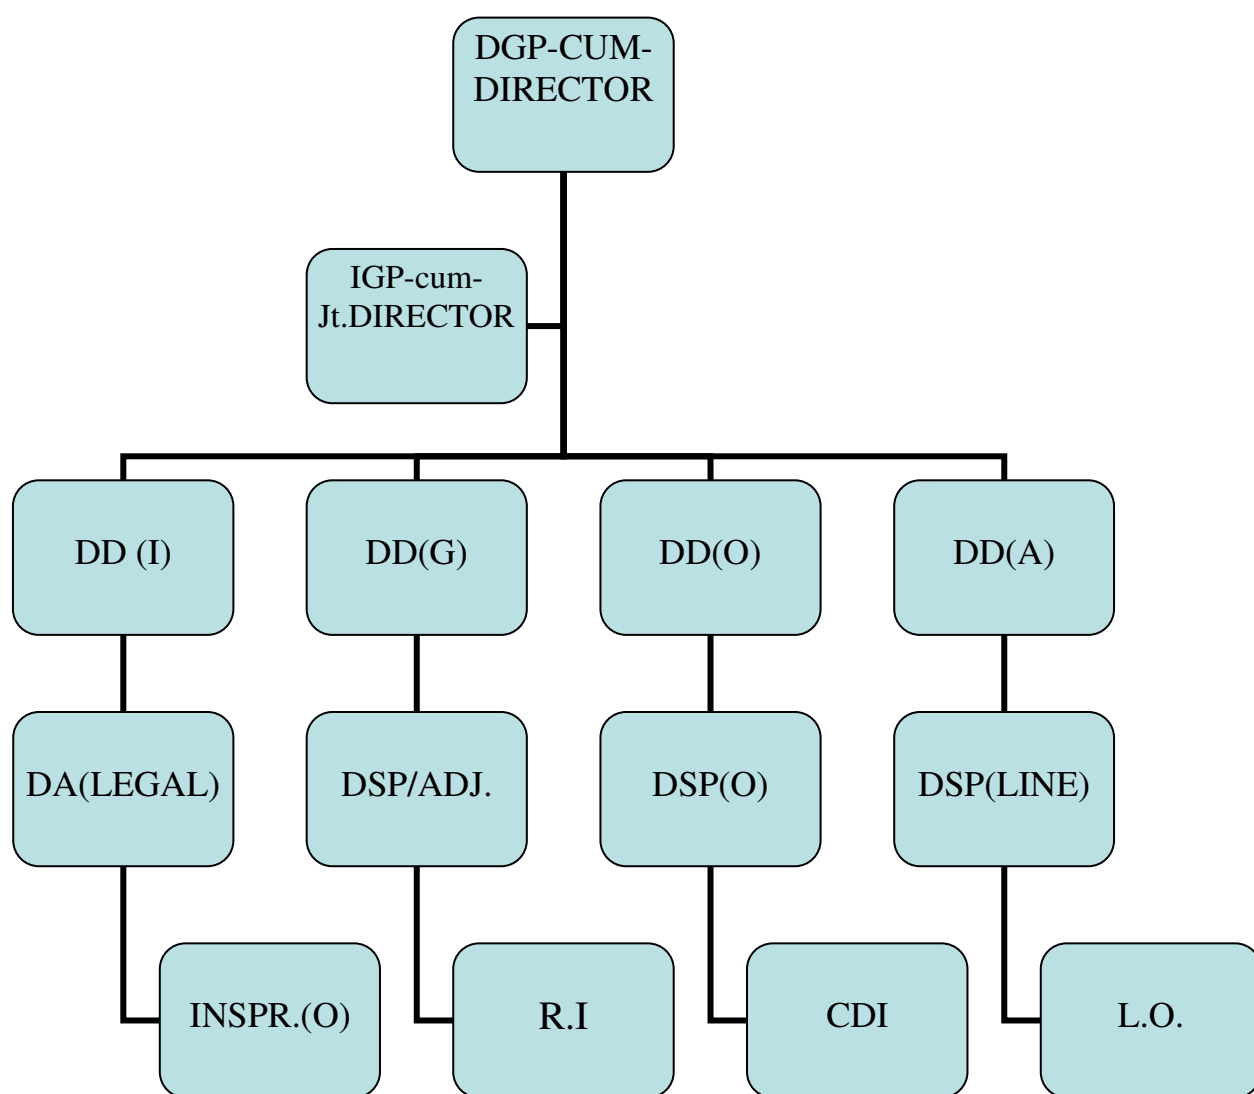 DGP-CUM-
DIRECTOR
IGP-cum-
Jt.DIRECTOR
DD (I)
DD(G)
DD(O)
DD(A)
DA(LEGAL)
DSP/ADJ.
DSP(O)
DSP(LINE)
INSPR.(O)
R.I
CDI
L.O.